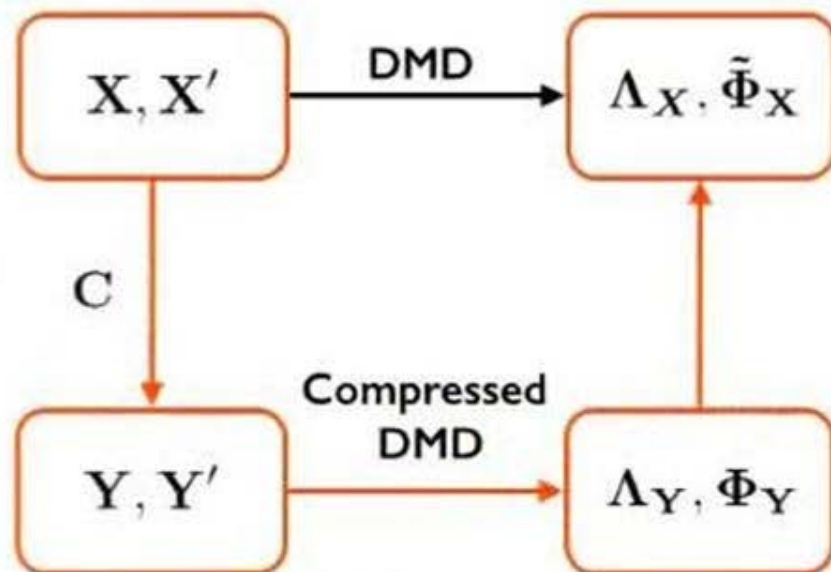 DMD
X, X′
Λ_X, Φ̃_X
C
Compressed
DMD
Y, Y′
Λ_Y, Φ_Y